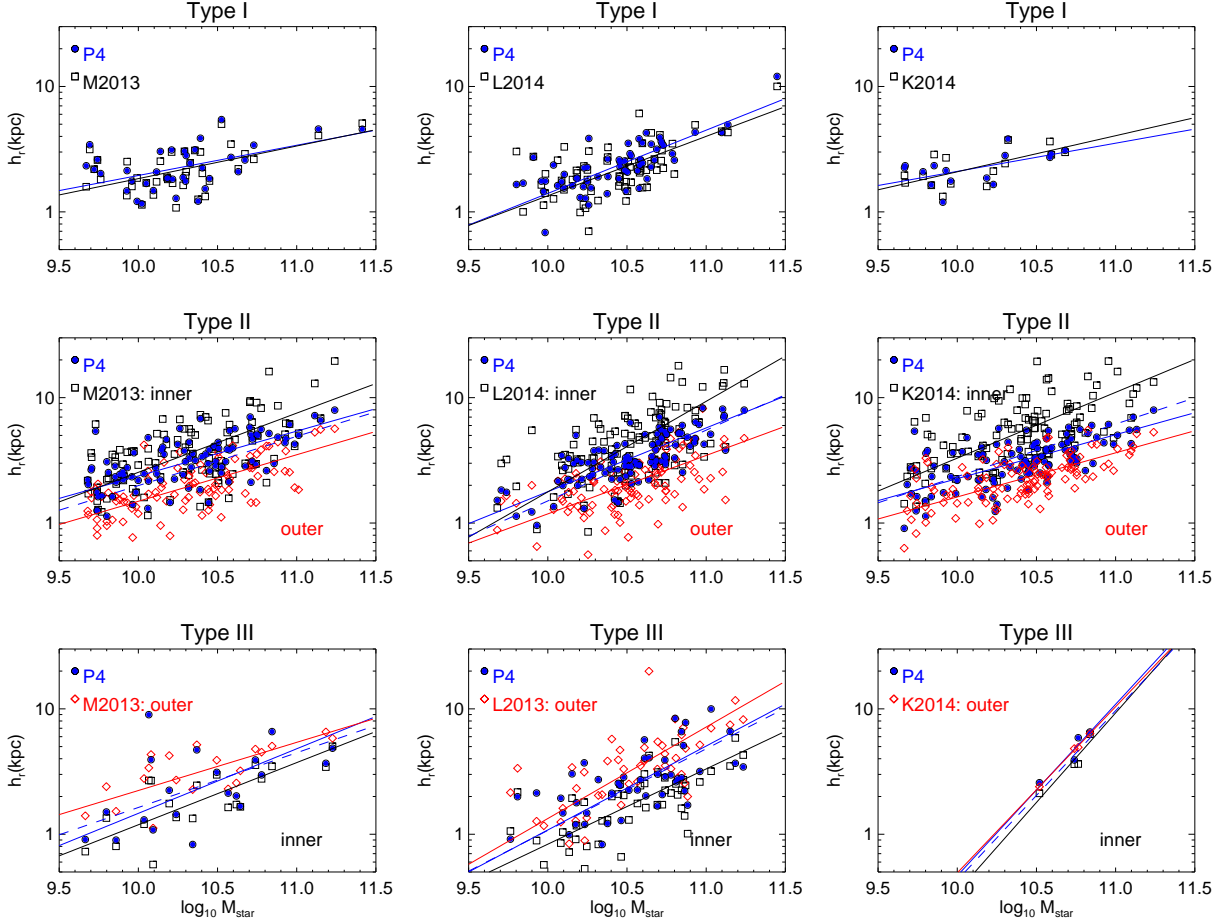 Type I
Type I
Type I
P4
M2013
P4
L2014
P4
K2014
h_r(kpc)
10
1
h_r(kpc)
10
1
h_r(kpc)
10
1
9.5 10.0 10.5 11.0 11.5
9.5 10.0 10.5 11.0 11.5
9.5 10.0 10.5 11.0 11.5
Type II
Type II
Type II
P4
M2013: inner
P4
L2014: inner
P4
K2014: inner
h_r(kpc)
10
1
h_r(kpc)
10
1
h_r(kpc)
10
1
outer
outer
outer
9.5 10.0 10.5 11.0 11.5
9.5 10.0 10.5 11.0 11.5
9.5 10.0 10.5 11.0 11.5
Type III
Type III
Type III
P4
M2013: outer
P4
L2013: outer
P4
K2014: outer
h_r(kpc)
10
1
h_r(kpc)
10
1
h_r(kpc)
10
1
inner
inner
inner
9.5 10.0 10.5 11.0 11.5
9.5 10.0 10.5 11.0 11.5
9.5 10.0 10.5 11.0 11.5
log₁₀ M_star
log₁₀ M_star
log₁₀ M_star